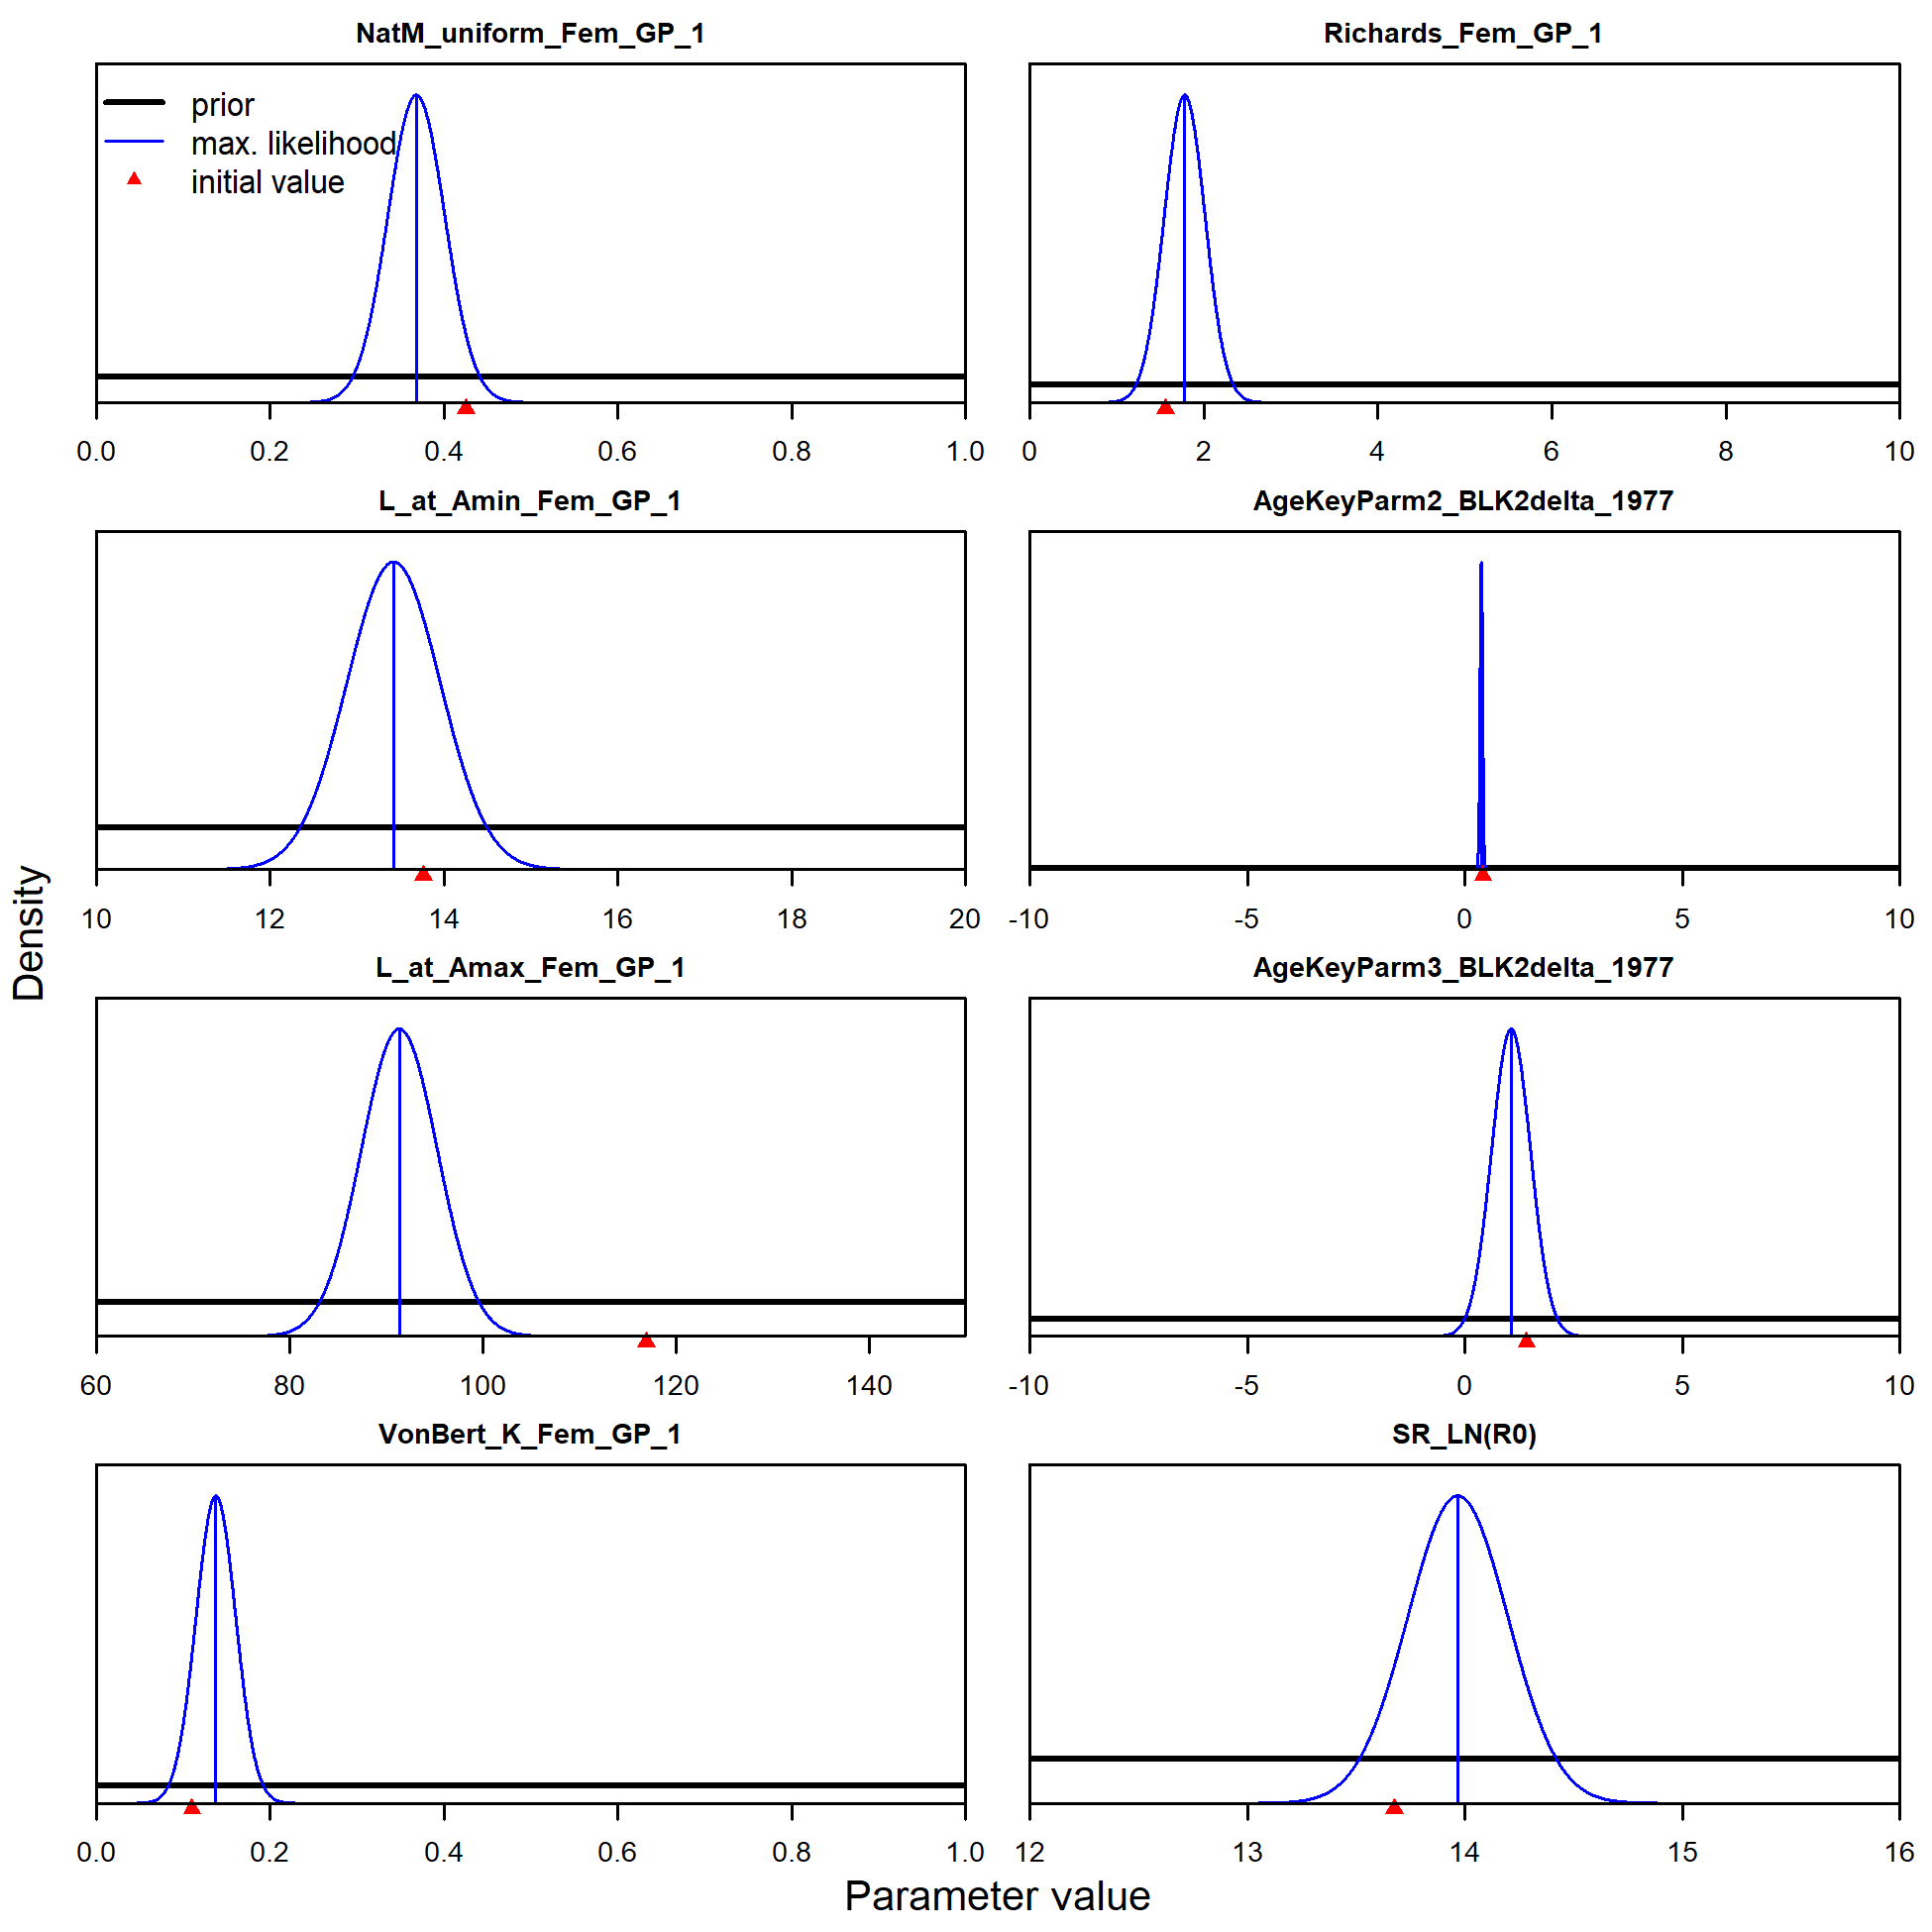 NatM_uniform_Fem_GP_1
prior
max. likelihood
initial value
0.0 0.2 0.4 0.6 0.8 1.0
Richards_Fem_GP_1
0 2 4 6 8 10
L_at_Amin_Fem_GP_1
10 12 14 16 18 20
AgeKeyParm2_BLK2delta_1977
-10 -5 0 5 10
L_at_Amax_Fem_GP_1
60 80 100 120 140
AgeKeyParm3_BLK2delta_1977
-10 -5 0 5 10
VonBert_K_Fem_GP_1
0.0 0.2 0.4 0.6 0.8 1.0
SR_LN(R0)
12 13 14 15 16
Density
Parameter value